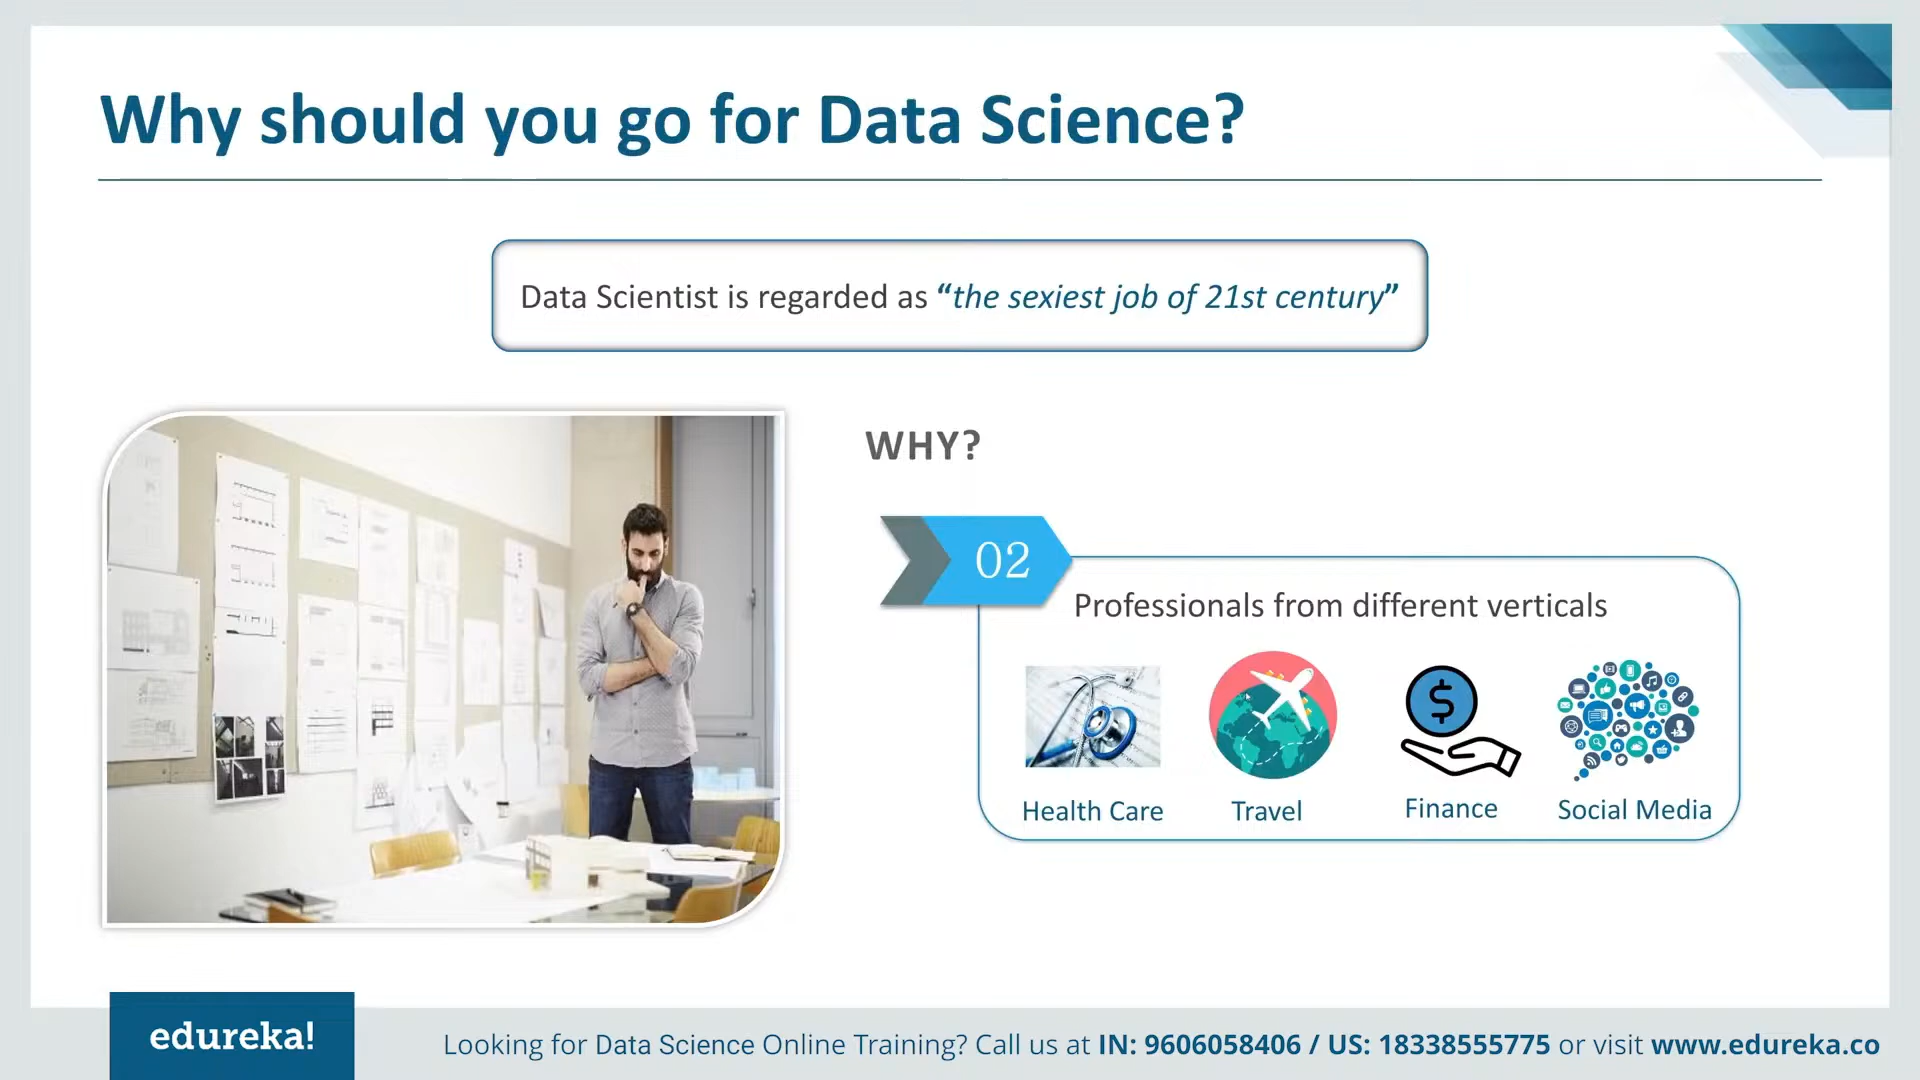 Why should you go for Data Science?
Data Scientist is regarded as “the sexiest job of 21st century”
WHY?
02
Professionals from different verticals
Health Care
Travel
Finance
Social Media
edureka!
Looking for Data Science Online Training? Call us at IN: 9606058406 / US: 18338555775 or visit www.edureka.co